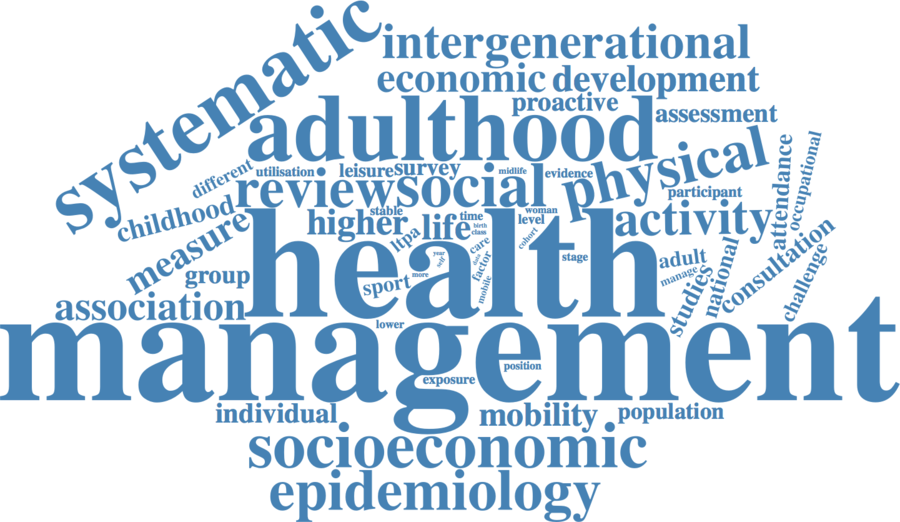 systematic
intergenerational
economic development
proactive
adulthood
assessment
different
utilisation
leisure
survey
midlife
evidence
physical
attendance
occupational
childhood
reviews
social
participant
measure
higher
stable
life
time
birth
class
woman
level
activity
ltpa
care
cohort
consultation
group
health
year
self
data
factor
stage
adult
manage
studies
national
challenge
sport
more
mobile
association
lower
management
position
exposure
individual
mobility
population
socioeconomic
epidemiology